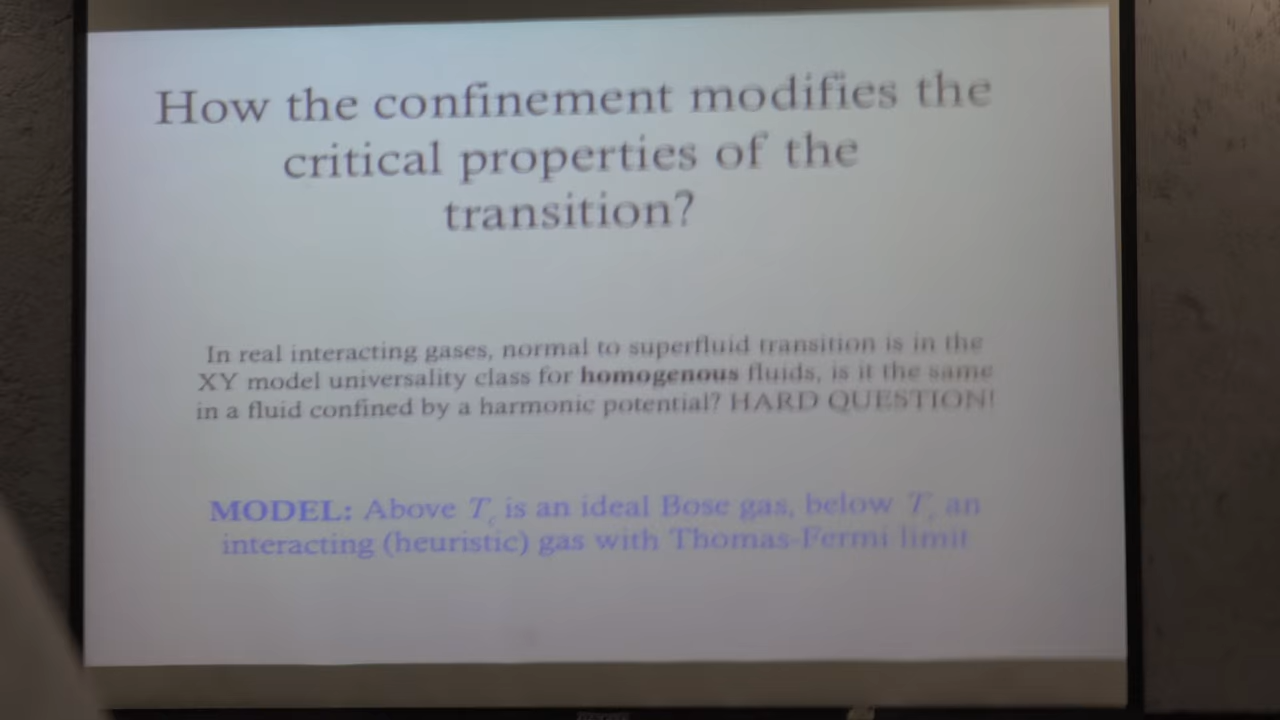 How the confinement modifies the
critical properties of the
transition?
In real interacting gases, normal to superfluid transition is in the
XY model universality class for homogenous fluids, is it the same
in a fluid confined by a harmonic potential? HARD QUESTION!
MODEL: Above Tc is an ideal Bose gas, below Tc an
interacting (heuristic) gas with Thomas-Fermi limit